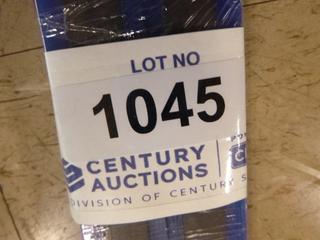 LOT NO
1045
CENTURY
AUCTIONS
DIVISION OF CENTURY S